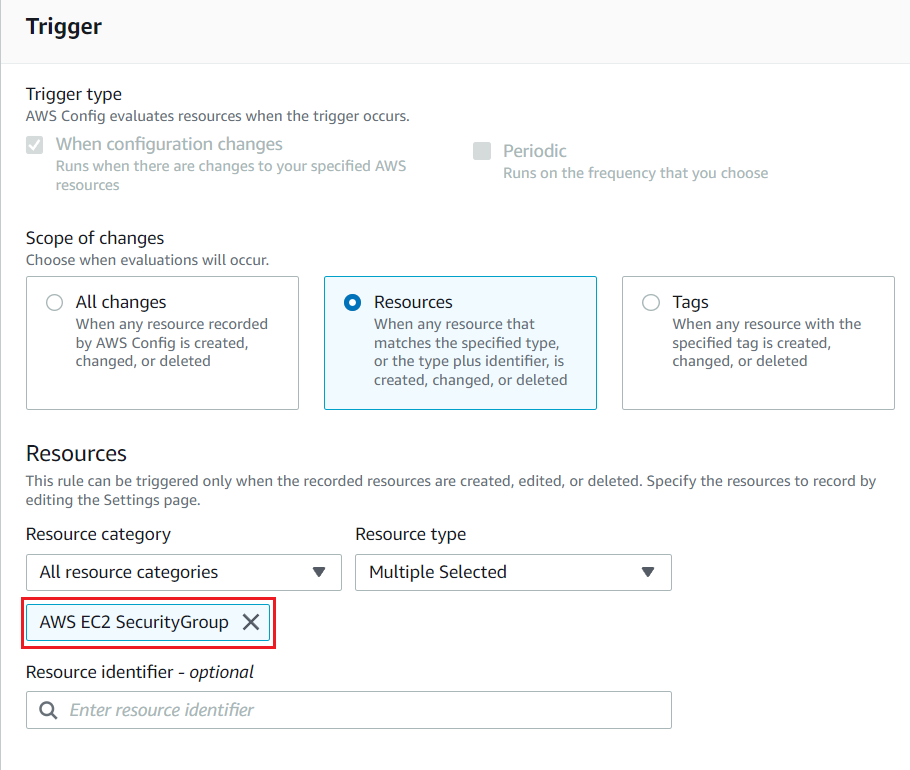 Trigger
Trigger type
AWS Config evaluates resources when the trigger occurs.
When configuration changes
Runs when there are changes to your specified AWS
resources
Periodic
Runs on the frequency that you choose
Scope of changes
Choose when evaluations will occur.
All changes
When any resource recorded
by AWS Config is created,
changed, or deleted
Resources
When any resource that
matches the specified type,
or the type plus identifier, is
created, changed, or deleted
Tags
When any resource with the
specified tag is created,
changed, or deleted
Resources
This rule can be triggered only when the recorded resources are created, edited, or deleted. Specify the resources to record by
editing the Settings page.
Resource category
All resource categories
Resource type
Multiple Selected
AWS EC2 SecurityGroup
Resource identifier - optional
Enter resource identifier